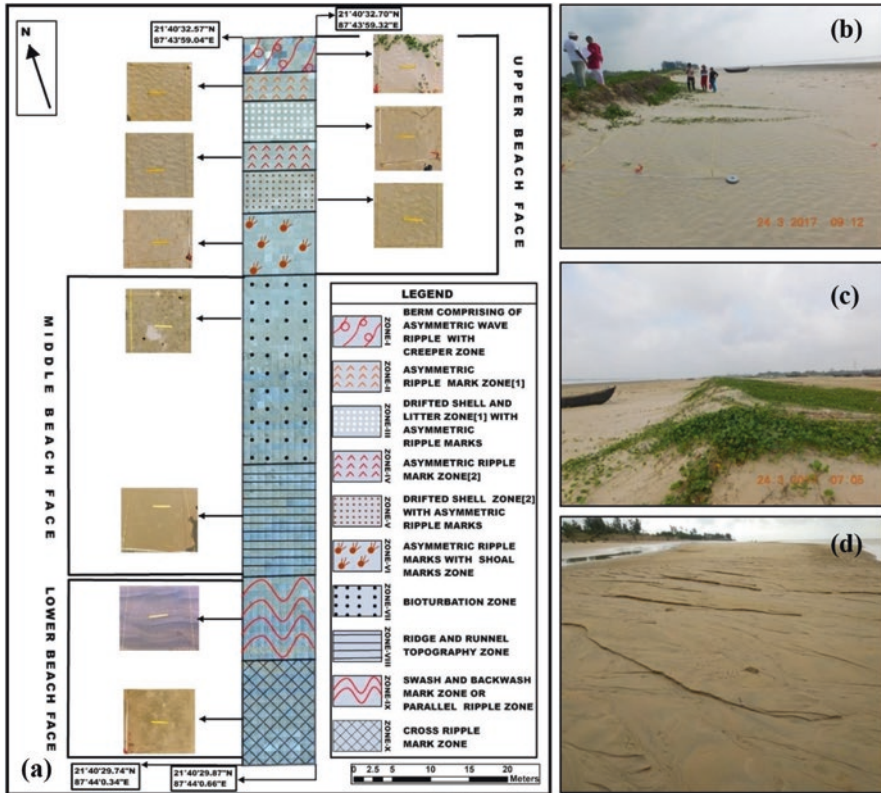 21°40'32.57"N
87°43'59.04"E
21°40'32.70"N
87°43'59.32"E
N
UPPER BEACH FACE
MIDDLE BEACH FACE
LOWER BEACH FACE
LEGEND
ZONE-I
BERM COMPRISING OF
ASYMMETRIC WAVE
RIPPLE WITH
CREEPER ZONE
ZONE-II
ASYMMETRIC
RIPPLE MARK ZONE[1]
ZONE-III
DRIFTED SHELL AND
LITTER ZONE[1] WITH
ASYMMETRIC
RIPPLE MARKS
ZONE-IV
ASYMMETRIC RIPPLE
MARK ZONE[2]
ZONE-V
DRIFTED SHELL ZONE[2]
WITH ASYMMETRIC
RIPPLE MARKS
ZONE-VI
ASYMMETRIC RIPPLE
MARKS WITH SHOAL
MARKS ZONE
ZONE-VII
BIOTURBATION ZONE
ZONE-VIII
RIDGE AND RUNNEL
TOPOGRAPHY ZONE
ZONE-IX
SWASH AND BACKWASH
MARK ZONE OR
PARALLEL RIPPLE ZONE
ZONE-X
CROSS RIPPLE
MARK ZONE
(a)
21°40'29.74"N
87°44'0.34"E
21°40'29.87"N
87°44'0.66"E
0 2.5 5 10 15 20
Meters
(b)
24.3.2017 09:12
(c)
07:05
(d)